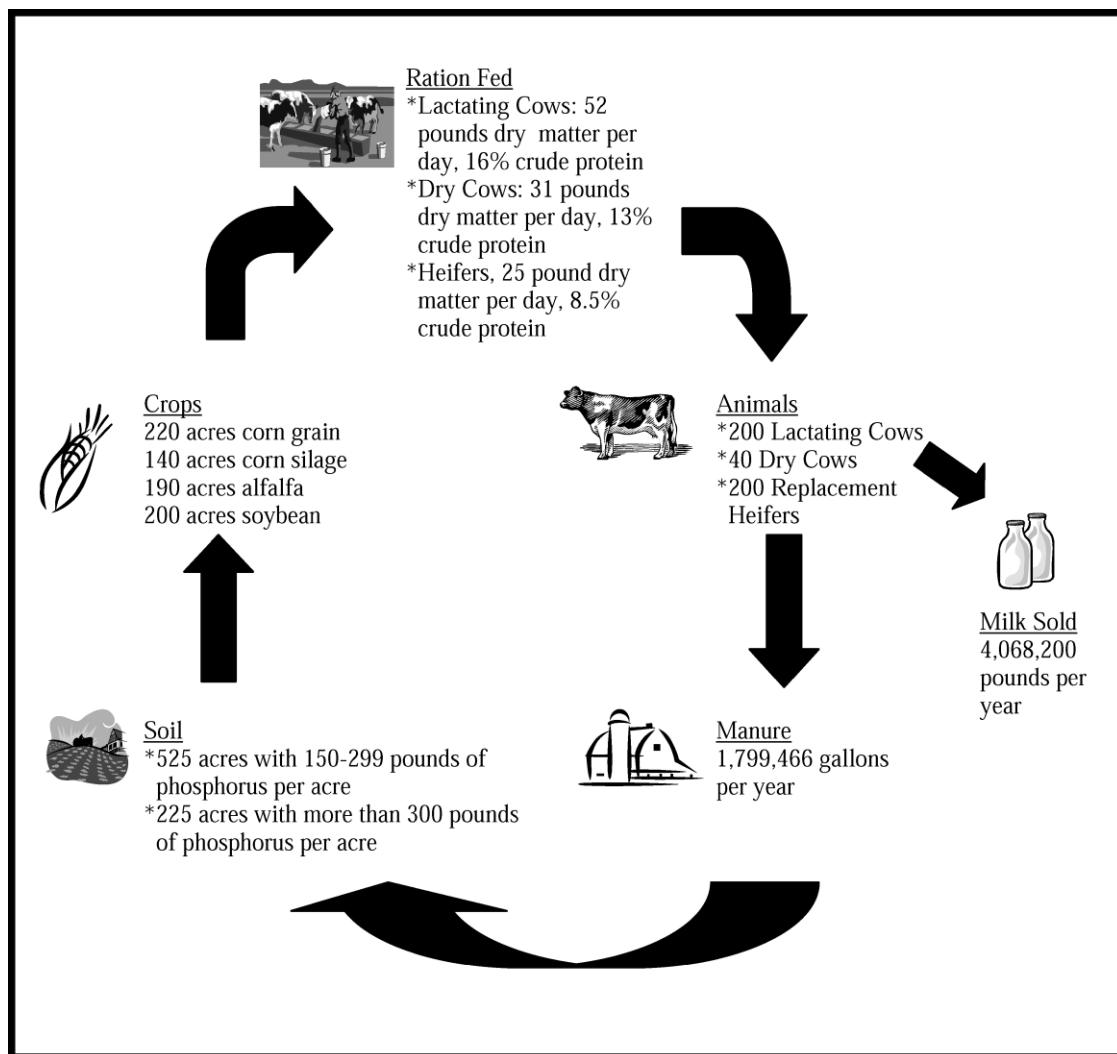 Ration Fed
*Lactating Cows: 52
pounds dry matter per
day, 16% crude protein
*Dry Cows: 31 pounds
dry matter per day, 13%
crude protein
*Heifers, 25 pound dry
matter per day, 8.5%
crude protein
Crops
220 acres corn grain
140 acres corn silage
190 acres alfalfa
200 acres soybean
Animals
*200 Lactating Cows
*40 Dry Cows
*200 Replacement
Heifers
Milk Sold
4,068,200
pounds per
year
Soil
*525 acres with 150-299 pounds of
phosphorus per acre
*225 acres with more than 300 pounds
of phosphorus per acre
Manure
1,799,466 gallons
per year